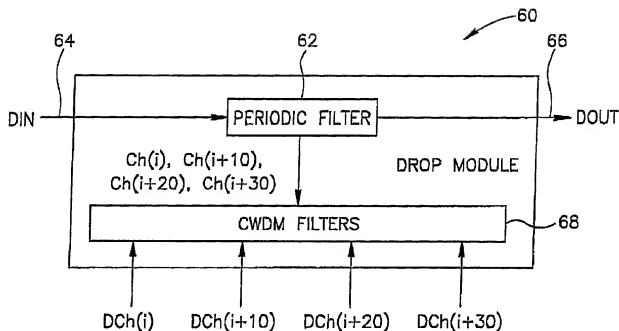 60
64
62
66
DIN
PERIODIC FILTER
DOUT
Ch(i), Ch(i+10),
Ch(i+20), Ch(i+30)
DROP MODULE
CWDM FILTERS
68
DCh(i) DCh(i+10) DCh(i+20) DCh(i+30)